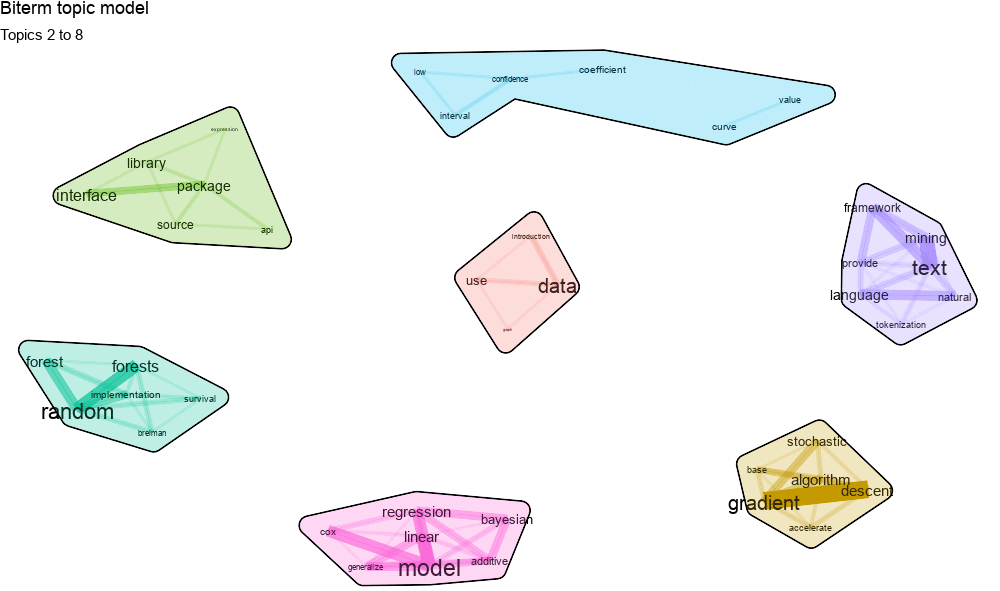 Biterm topic model
Topics 2 to 8
low
confidence
coefficient
interval
value
curve
expression
library
interface
package
source
api
introduction
use
data
graph
framework
mining
provide
text
language
natural
tokenization
forest
forests
implementation
survival
random
breiman
stochastic
base
algorithm
descent
gradient
accelerate
regression
bayesian
cox
linear
additive
generalize
model